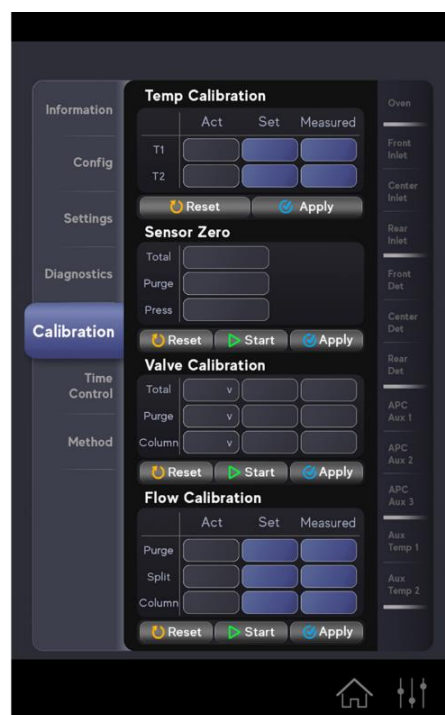 Information
Config
Settings
Diagnostics
Calibration
Time
Control
Method
Temp Calibration
Act Set Measured
T1
T2
Reset Apply
Sensor Zero
Total
Purge
Press
Reset Start Apply
Valve Calibration
Total v
Purge v
Column v
Reset Start Apply
Flow Calibration
Act Set Measured
Purge
Split
Column
Reset Start Apply
Oven
Front
Inlet
Center
Inlet
Rear
Inlet
Front
Det
Center
Det
Rear
Det
APC
Aux 1
APC
Aux 2
APC
Aux 3
Aux
Temp 1
Aux
Temp 2